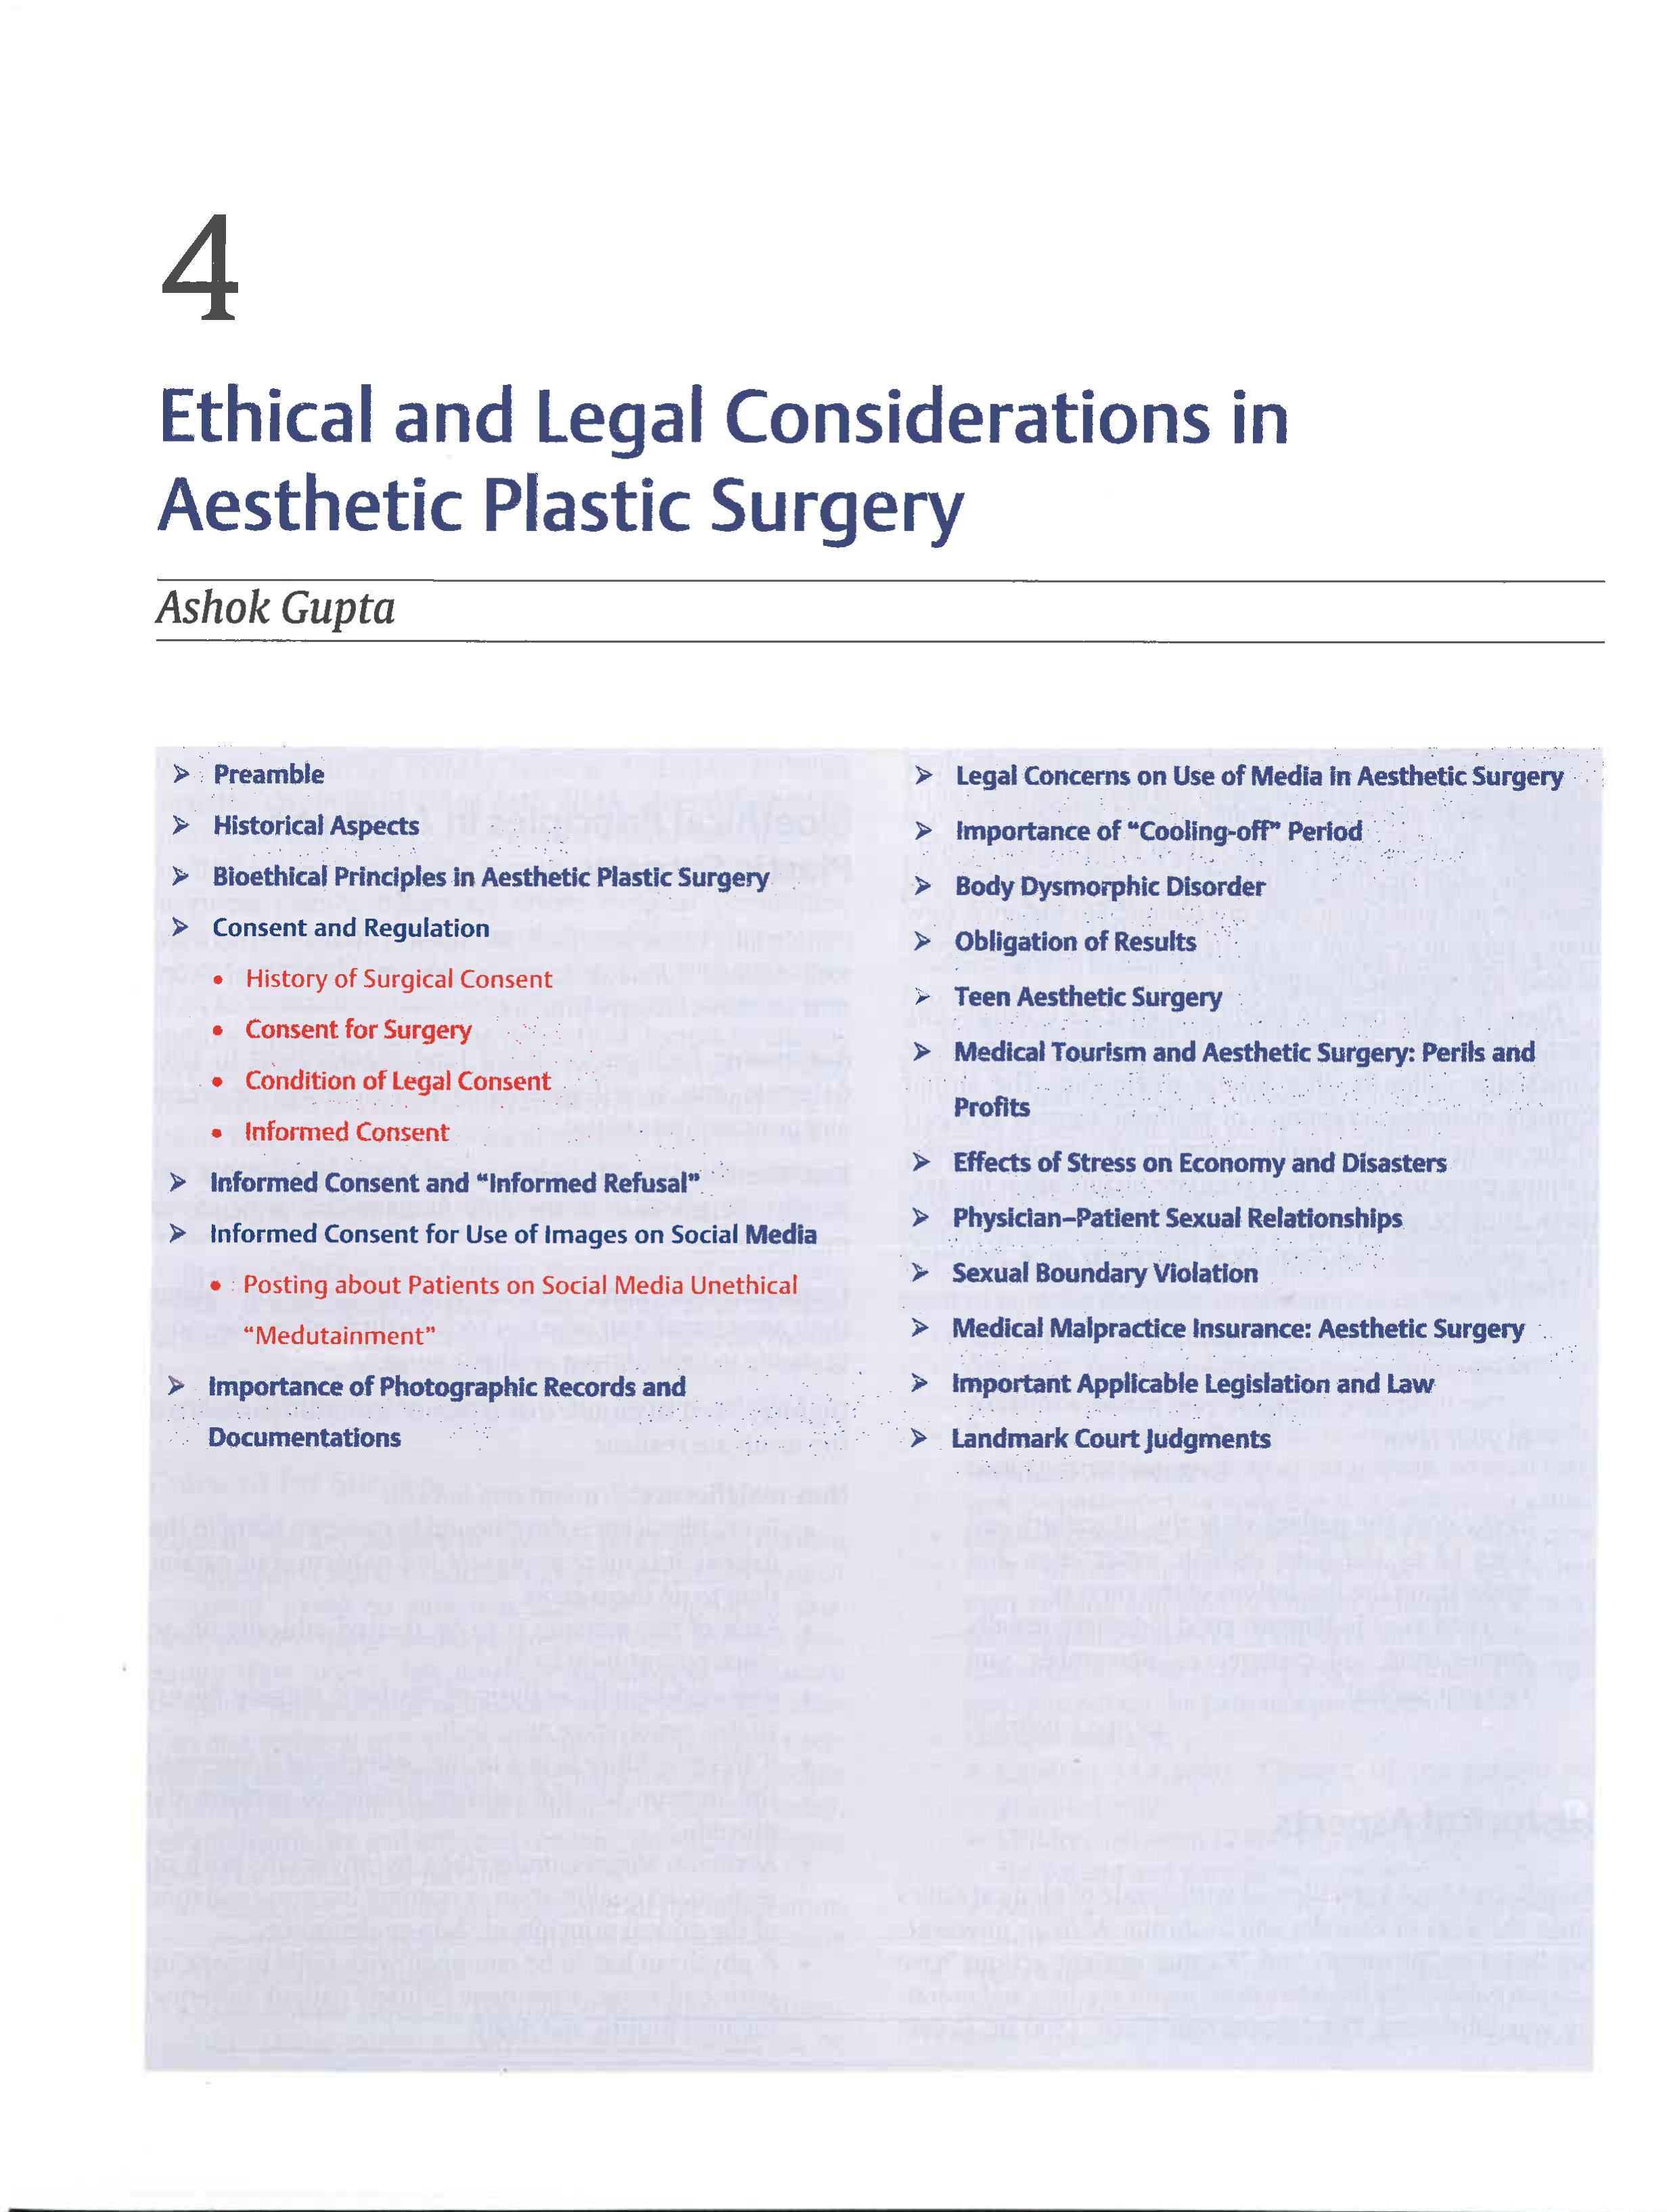 4
Ethical and Legal Considerations in
Aesthetic Plastic Surgery
Ashok Gupta
➢ Preamble
➢ Historical Aspects
➢ Bioethical Principles in Aesthetic Plastic Surgery
➢ Consent and Regulation
• History of Surgical Consent
• Consent for Surgery
• Condition of Legal Consent
• Informed Consent
➢ Informed Consent and “Informed Refusal”
➢ Informed Consent for Use of Images on Social Media
• Posting about Patients on Social Media Unethical
“Medutainment”
➢ Importance of Photographic Records and
Documentations
➢ Legal Concerns on Use of Media in Aesthetic Surgery
➢ Importance of “Cooling-off” Period
➢ Body Dysmorphic Disorder
➢ Obligation of Results
➢ Teen Aesthetic Surgery
➢ Medical Tourism and Aesthetic Surgery: Perils and
Profits
➢ Effects of Stress on Economy and Disasters
➢ Physician–Patient Sexual Relationships
➢ Sexual Boundary Violation
➢ Medical Malpractice Insurance: Aesthetic Surgery
➢ Important Applicable Legislation and Law
➢ Landmark Court Judgments